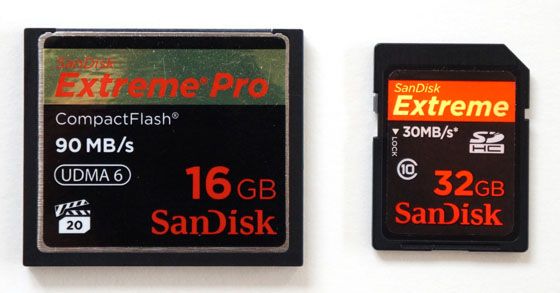 SanDisk
Extreme® Pro
CompactFlash®
90 MB/s
UDMA 6
16 GB
20
SanDisk
SanDisk
Extreme
30MB/s*
SD
HC
LOCK
10
32GB
SanDisk